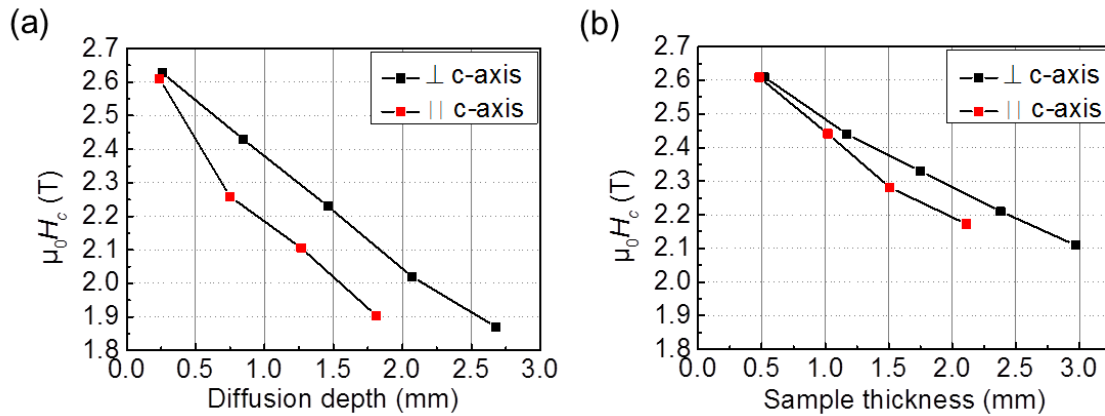 (a)
2.7
2.6
2.5
2.4
2.3
2.2
2.1
2.0
1.9
1.8
μ0Hc (T)
⊥ c-axis
|| c-axis
0.0 0.5 1.0 1.5 2.0 2.5 3.0
Diffusion depth (mm)
(b)
2.7
2.6
2.5
2.4
2.3
2.2
2.1
2.0
1.9
1.8
μ0Hc (T)
⊥ c-axis
|| c-axis
0.0 0.5 1.0 1.5 2.0 2.5 3.0
Sample thickness (mm)